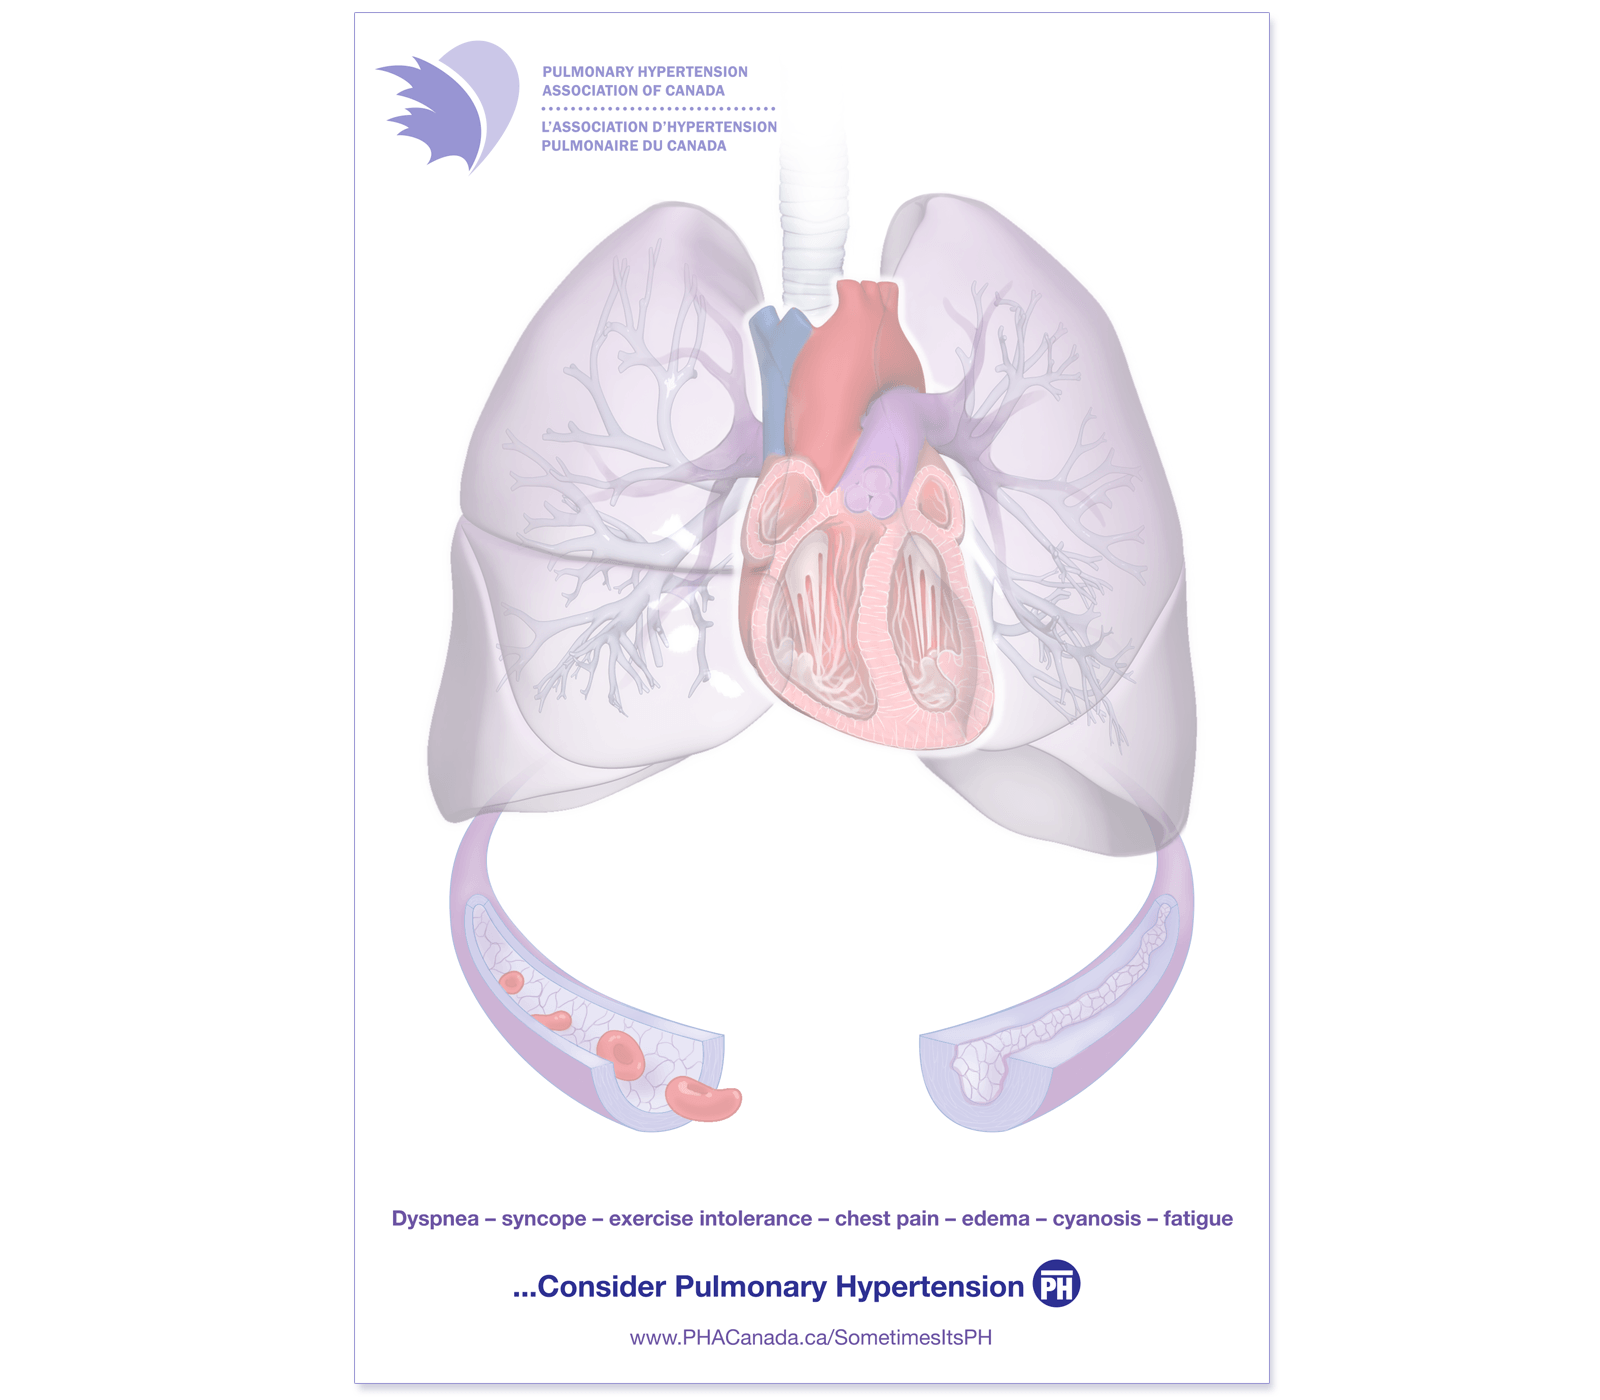 PULMONARY HYPERTENSION
ASSOCIATION OF CANADA
L’ASSOCIATION D’HYPERTENSION
PULMONAIRE DU CANADA
Dyspnea – syncope – exercise intolerance – chest pain – edema – cyanosis – fatigue
...Consider Pulmonary Hypertension PH
www.PHACanada.ca/SometimesItsPH